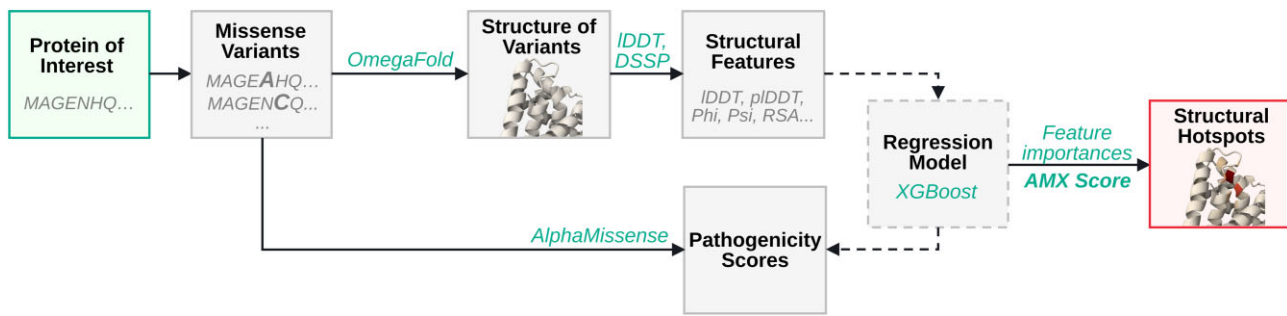 Protein of
Interest
MAGENHQ...
Missense
Variants
MAGEAHQ...
MAGENCQ...
...
OmegaFold
Structure of
Variants
lDDT,
DSSP
Structural
Features
lDDT, plDDT,
Phi, Psi, RSA...
Regression
Model
XGBoost
Feature
importances
AMX Score
Structural
Hotspots
AlphaMissense
Pathogenicity
Scores